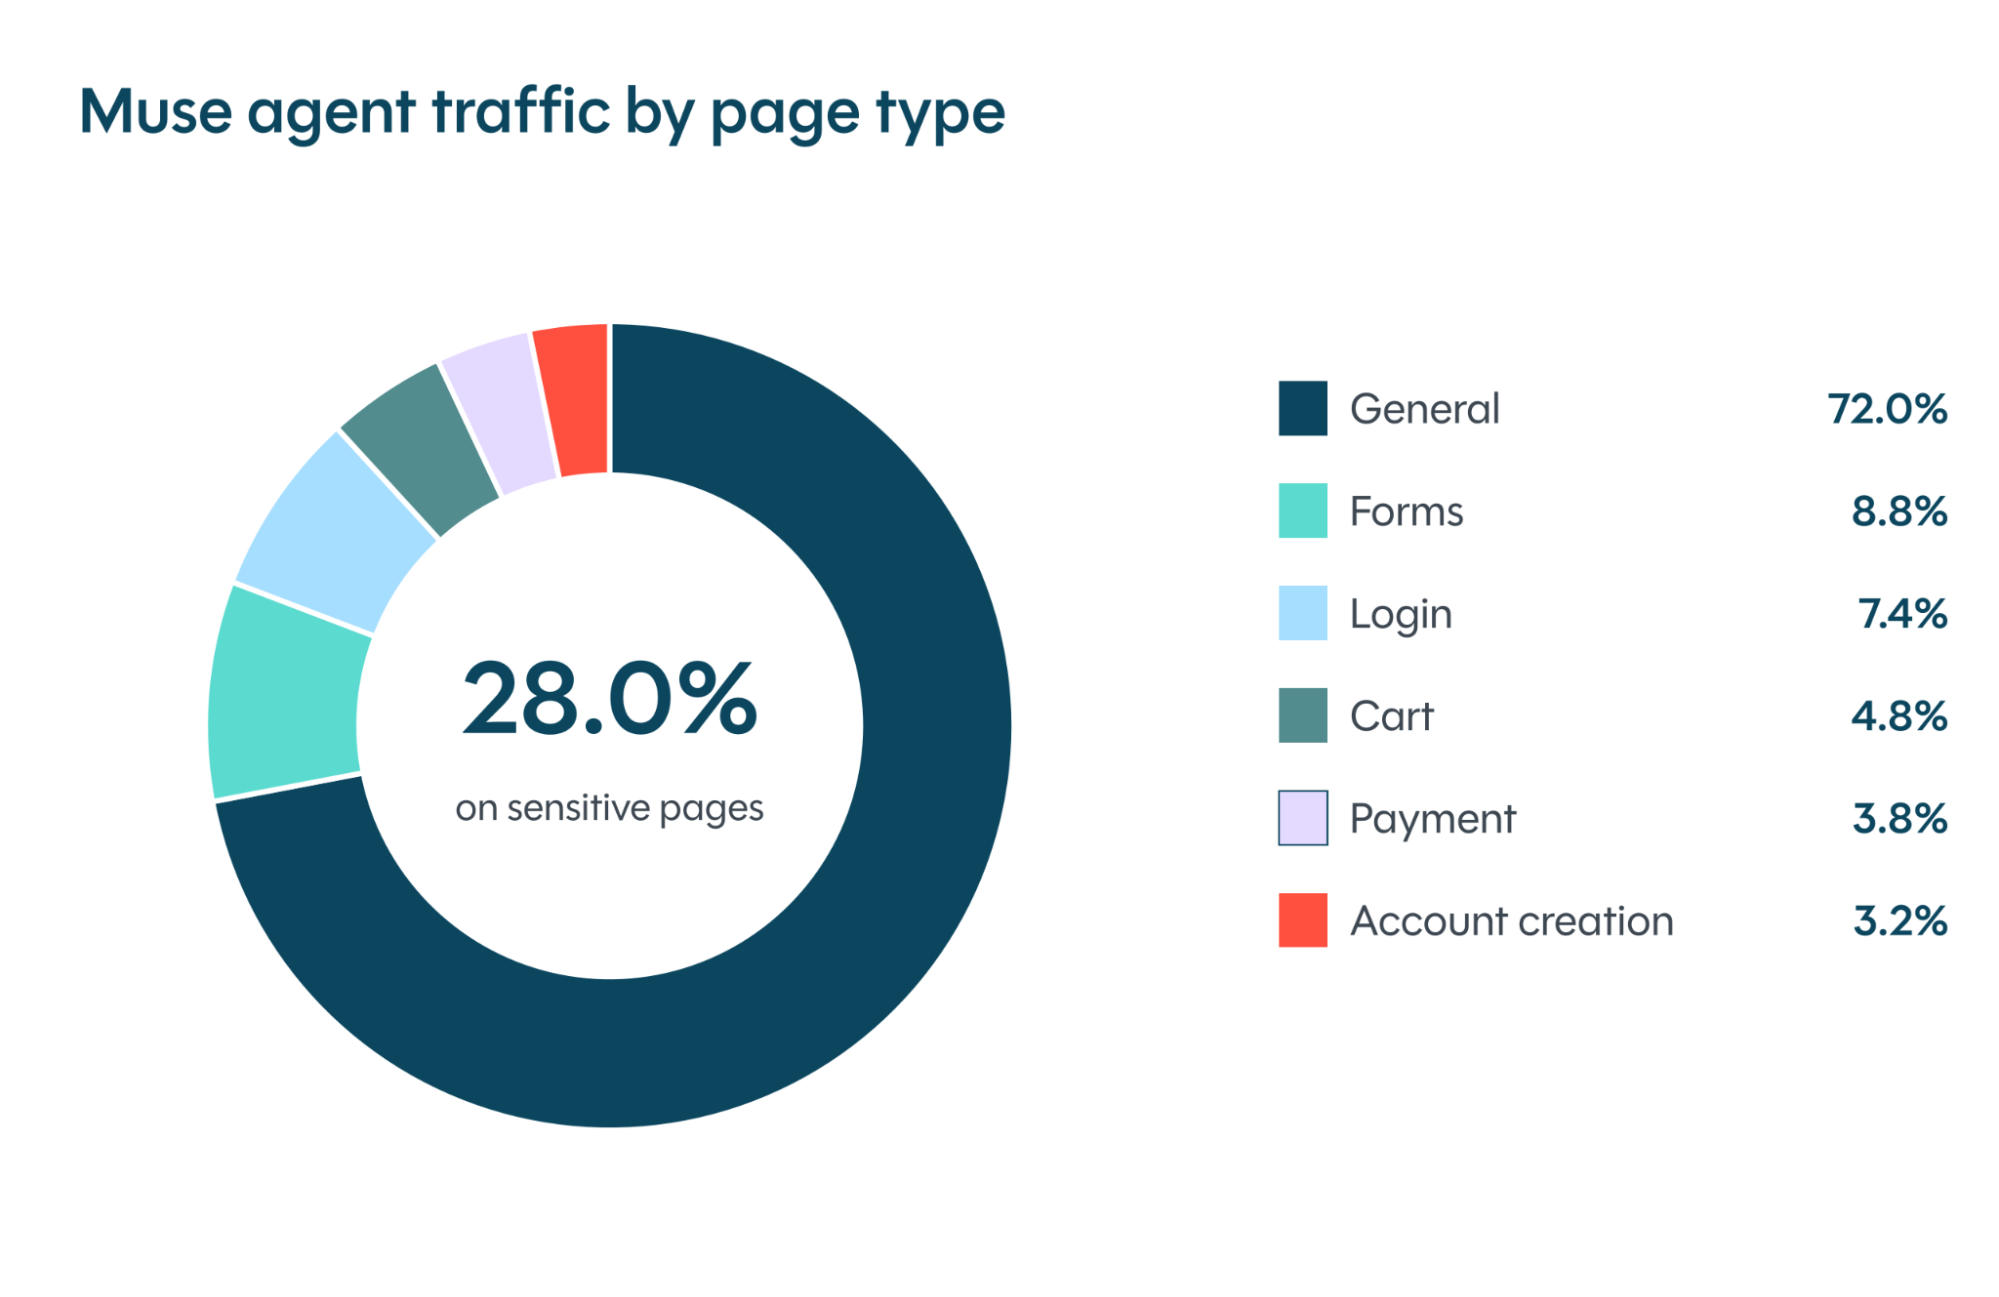 Muse agent traffic by page type
28.0%
on sensitive pages
General 72.0%
Forms 8.8%
Login 7.4%
Cart 4.8%
Payment 3.8%
Account creation 3.2%